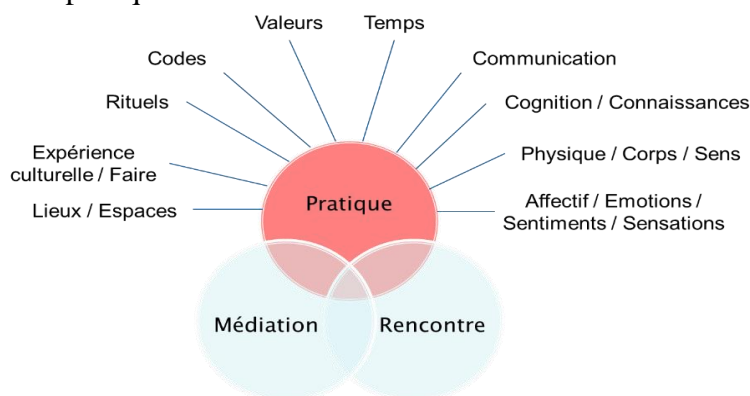 Valeurs
Temps
Codes
Communication
Rituels
Cognition / Connaissances
Expérience
culturelle / Faire
Physique / Corps / Sens
Lieux / Espaces
Affectif / Emotions /
Sentiments / Sensations
Pratique
Médiation
Rencontre